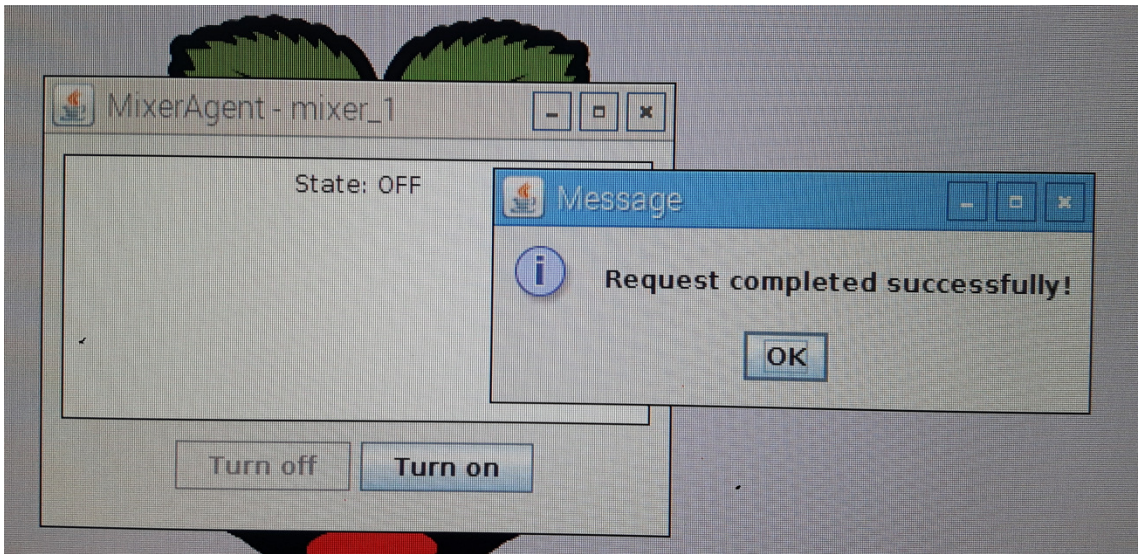 MixerAgent - mixer_1
State: OFF
Message
i
Request completed successfully!
OK
Turn off
Turn on